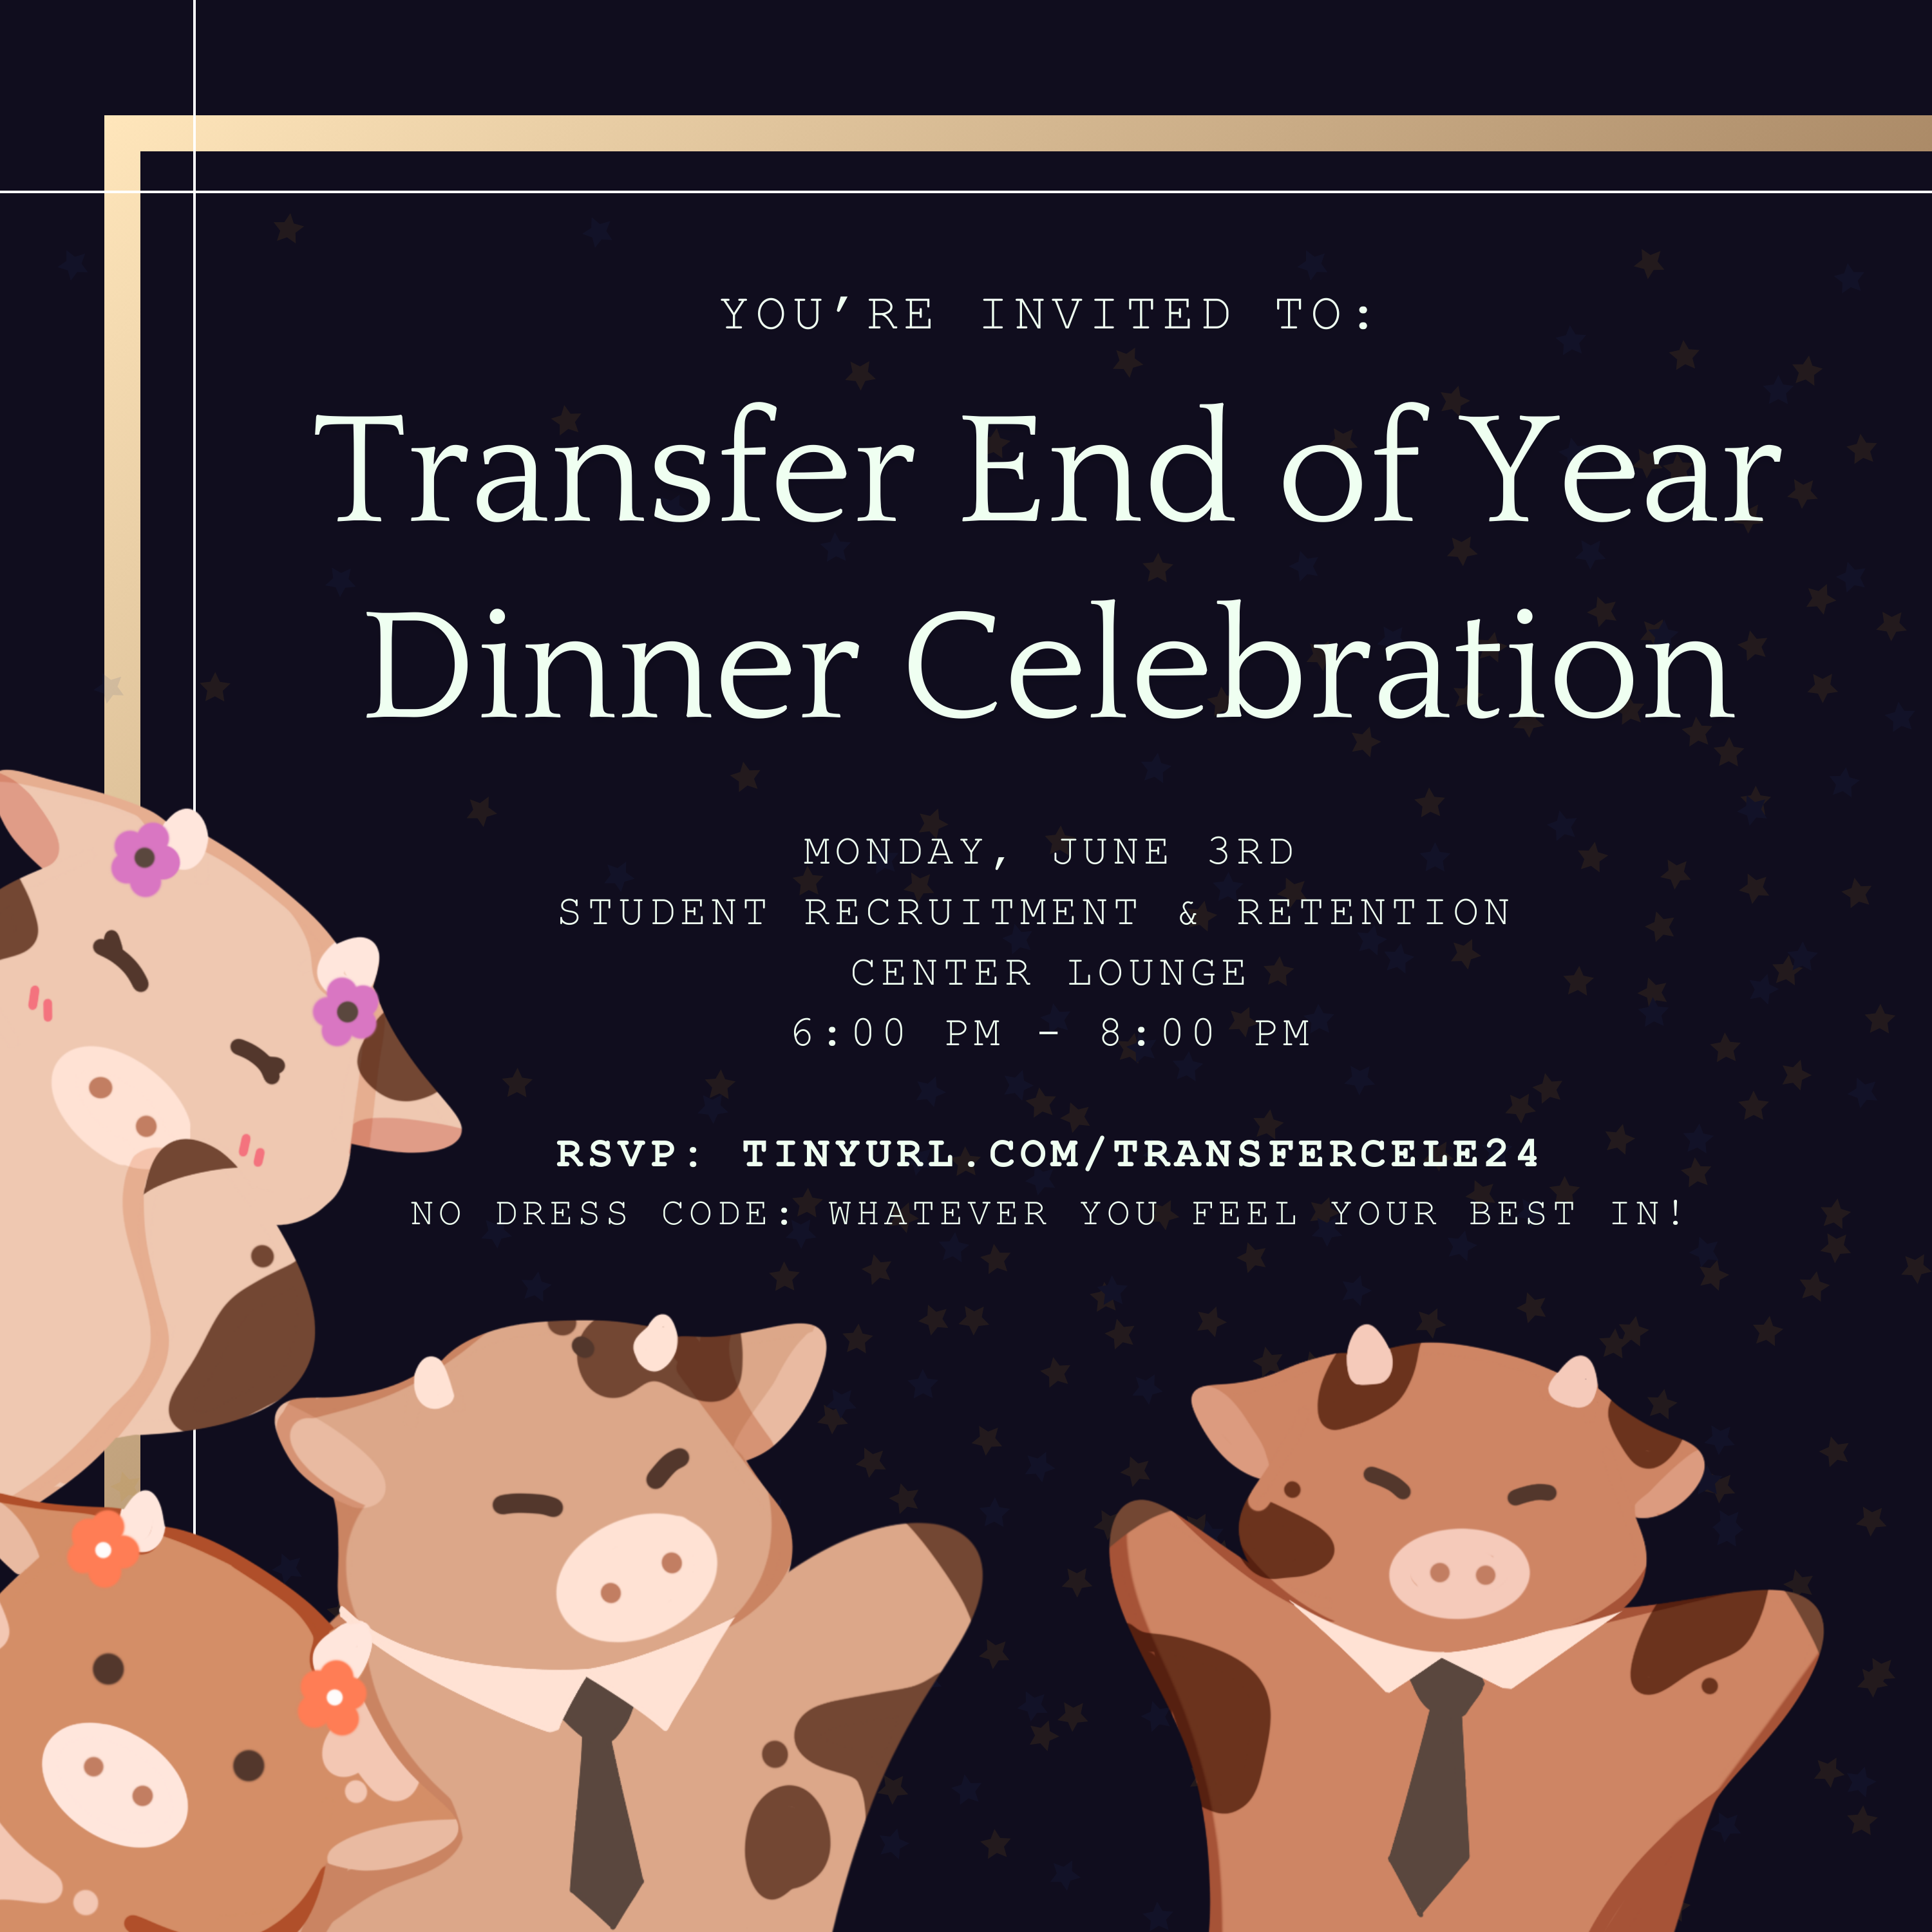 YOU'RE INVITED TO:
Transfer End of Year
Dinner Celebration
MONDAY, JUNE 3RD
STUDENT RECRUITMENT & RETENTION
CENTER LOUNGE
6:00 PM - 8:00 PM
RSVP: TINYURL.COM/TRANSFERCELE24
NO DRESS CODE: WHATEVER YOU FEEL YOUR BEST IN!